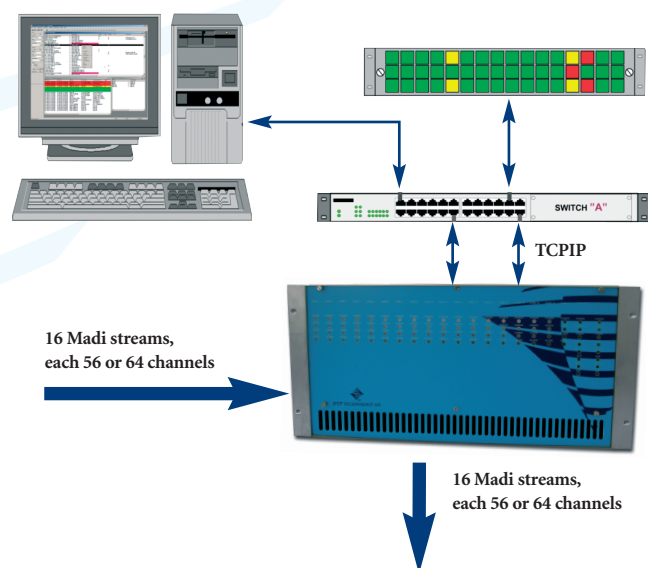 SWITCH "A"
TCPIP
16 Madi streams,
each 56 or 64 channels
16 Madi streams,
each 56 or 64 channels